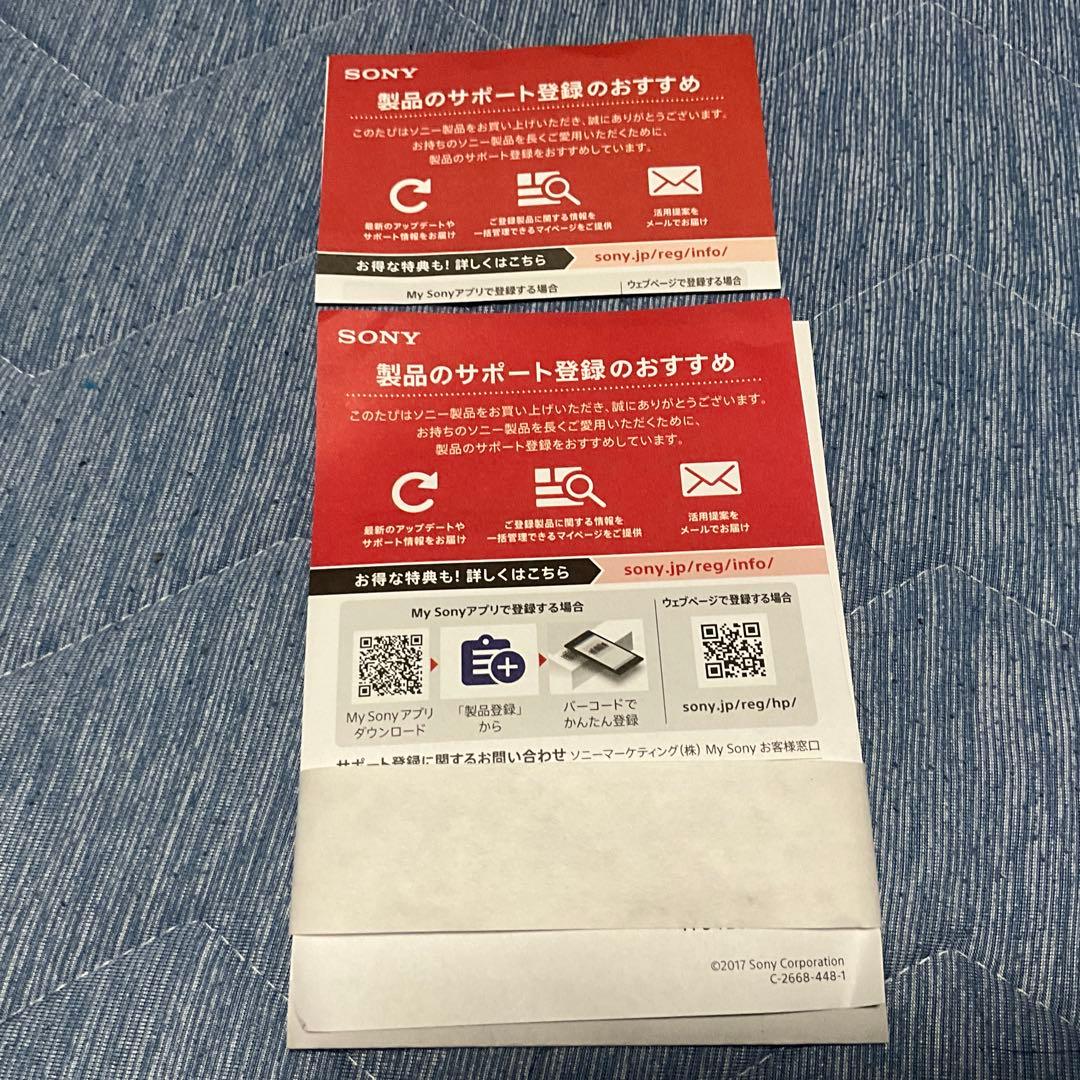 SONY
製品のサポート登録のおすすめ
このたびはソニー製品をお買い上げいただき、誠にありがとうございます。
お持ちのソニー製品を長くご愛用いただくために、
製品のサポート登録をおすすめしています。
最新のアップデートや
サポート情報をお届け
ご登録製品に関する情報を
一括管理できるマイページをご提供
活用提案を
メールでお届け
お得な特典も! 詳しくはこちら
sony.jp/reg/info/
My Sonyアプリで登録する場合
ウェブページで登録する場合
SONY
製品のサポート登録のおすすめ
このたびはソニー製品をお買い上げいただき、誠にありがとうございます。
お持ちのソニー製品を長くご愛用いただくために、
製品のサポート登録をおすすめしています。
最新のアップデートや
サポート情報をお届け
ご登録製品に関する情報を
一括管理できるマイページをご提供
活用提案を
メールでお届け
お得な特典も! 詳しくはこちら
sony.jp/reg/info/
My Sonyアプリで登録する場合
ウェブページで登録する場合
My Sony アプリ
ダウンロード
「製品登録」
から
バーコードで
かんたん登録
sony.jp/reg/hp/
サポート登録に関するお問い合わせ ソニーマーケティング(株) My Sony お客様窓口
©2017 Sony Corporation
C-2668-448-1